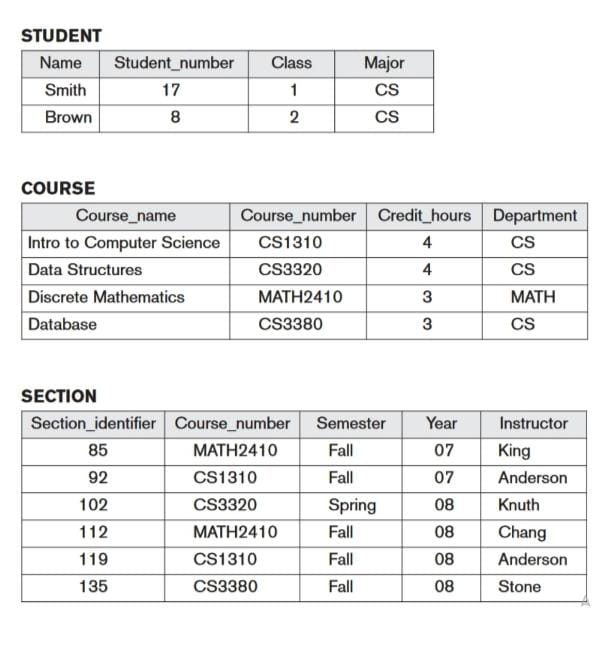 STUDENT
Name Student_number Class Major
Smith 17 1 CS
Brown 8 2 CS
COURSE
Course_name Course_number Credit_hours Department
Intro to Computer Science CS1310 4 CS
Data Structures CS3320 4 CS
Discrete Mathematics MATH2410 3 MATH
Database CS3380 3 CS
SECTION
Section_identifier Course_number Semester Year Instructor
85 MATH2410 Fall 07 King
92 CS1310 Fall 07 Anderson
102 CS3320 Spring 08 Knuth
112 MATH2410 Fall 08 Chang
119 CS1310 Fall 08 Anderson
135 CS3380 Fall 08 Stone